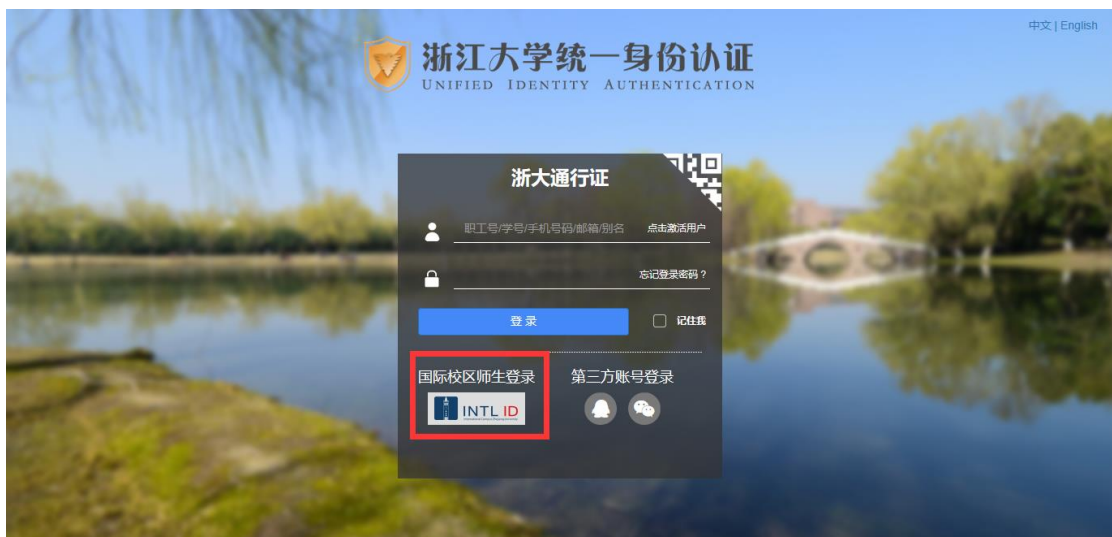 中文 | English
浙江大学统一身份认证
UNIFIED IDENTITY AUTHENTICATION
浙大通行证
职工号/学号/手机号码/邮箱/别名 点击激活用户
忘记登录密码？
登 录 记住我
国际校区师生登录 第三方账号登录
INTL ID